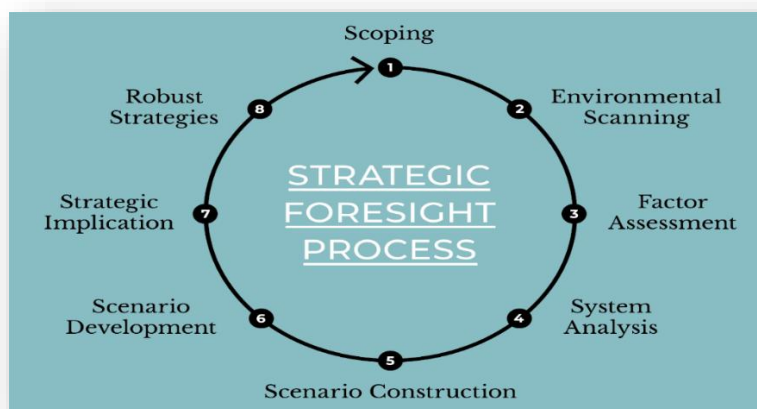 Scoping
1
2
Environmental
Scanning
3
Factor
Assessment
4
System
Analysis
5
Scenario Construction
6
Scenario
Development
7
Strategic
Implication
8
Robust
Strategies
STRATEGIC
FORESIGHT
PROCESS